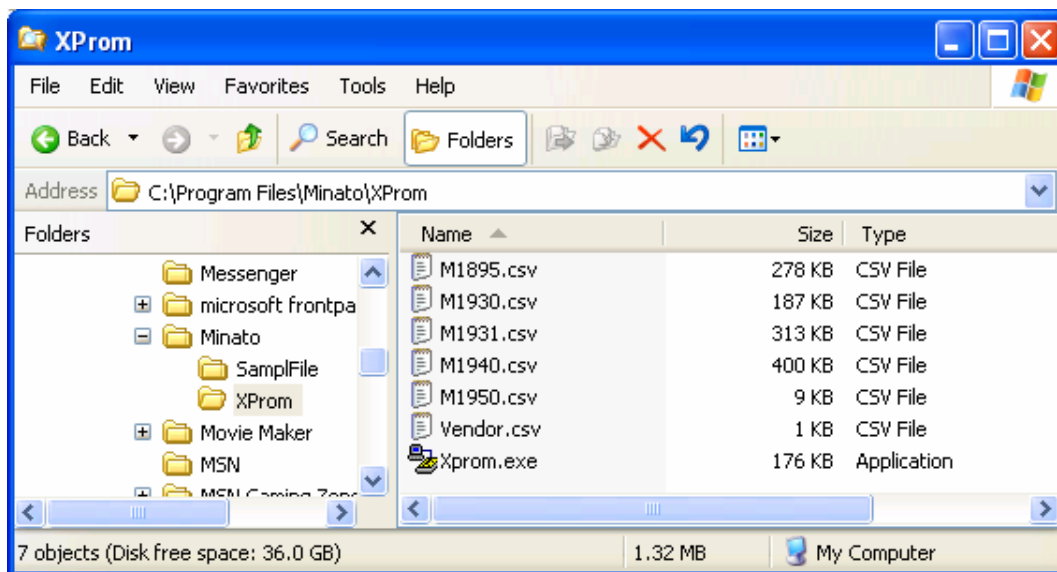 XProm
File Edit View Favorites Tools Help
Back Search Folders
Address C:\Program Files\Minato\XProm
Folders
Messenger
microsoft frontpa
Minato
SamplFile
XProm
Movie Maker
MSN
MSN Gaming Zone
Name Size Type
M1895.csv 278 KB CSV File
M1930.csv 187 KB CSV File
M1931.csv 313 KB CSV File
M1940.csv 400 KB CSV File
M1950.csv 9 KB CSV File
Vendor.csv 1 KB CSV File
Xprom.exe 176 KB Application
7 objects (Disk free space: 36.0 GB) 1.32 MB My Computer